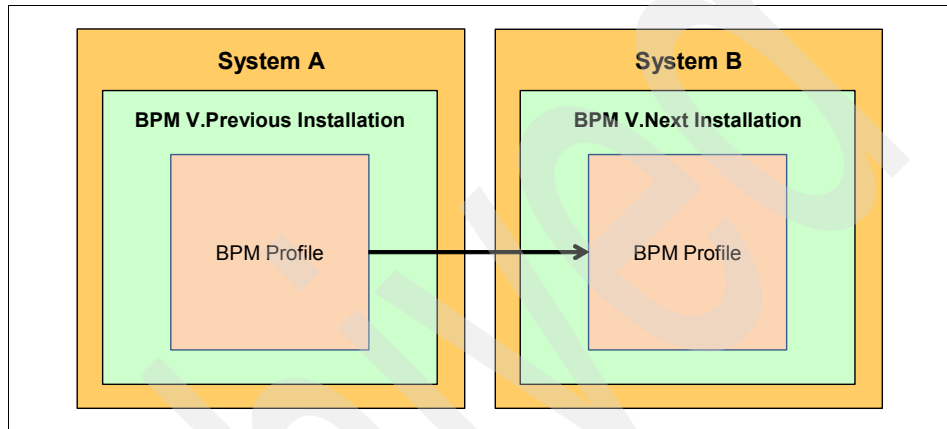 System A
BPM V.Previous Installation
BPM Profile
System B
BPM V.Next Installation
BPM Profile